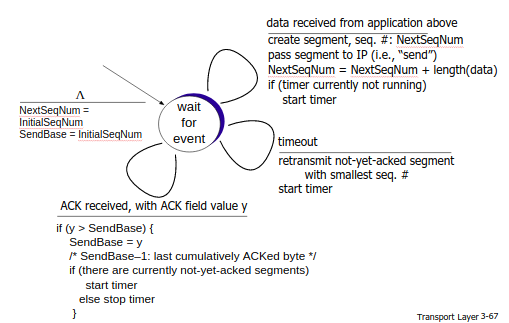 data received from application above
create segment, seq. #: NextSeqNum
pass segment to IP (i.e., “send”)
NextSeqNum = NextSeqNum + length(data)
if (timer currently not running)
start timer
Λ
NextSeqNum =
InitialSeqNum
SendBase = InitialSeqNum
wait
for
event
timeout
retransmit not-yet-acked segment
with smallest seq. #
start timer
ACK received, with ACK field value y
if (y > SendBase) {
SendBase = y
/* SendBase–1: last cumulatively ACKed byte */
if (there are currently not-yet-acked segments)
start timer
else stop timer
}
Transport Layer 3-67